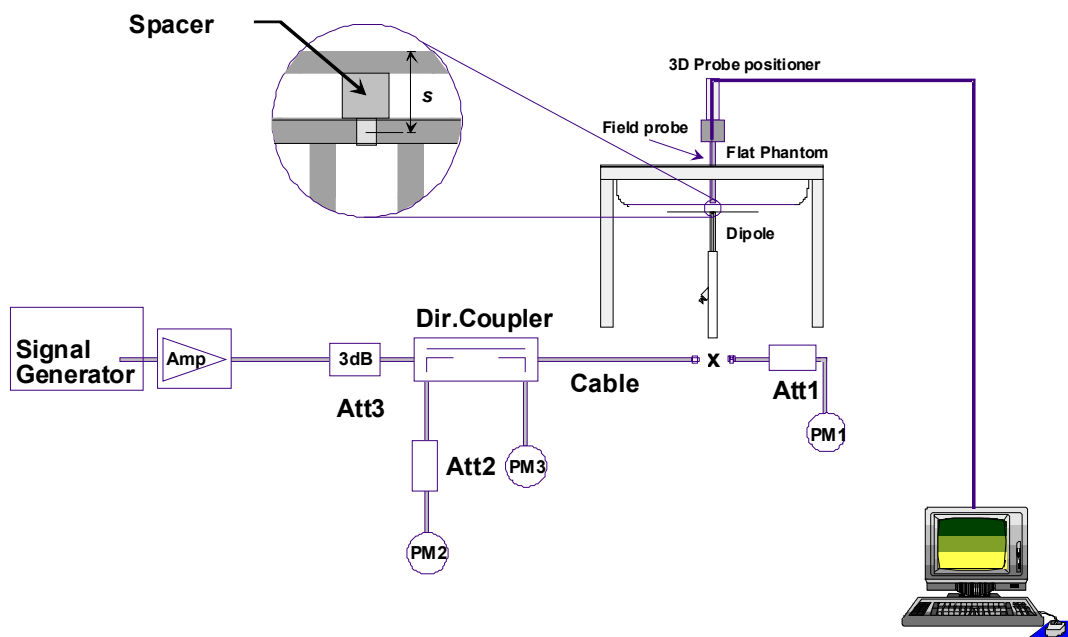 Spacer
s
3D Probe positioner
Field probe
Flat Phantom
Dipole
Dir.Coupler
Signal
Generator
Amp
3dB
x
Cable
Att1
Att3
PM1
Att2
PM3
PM2